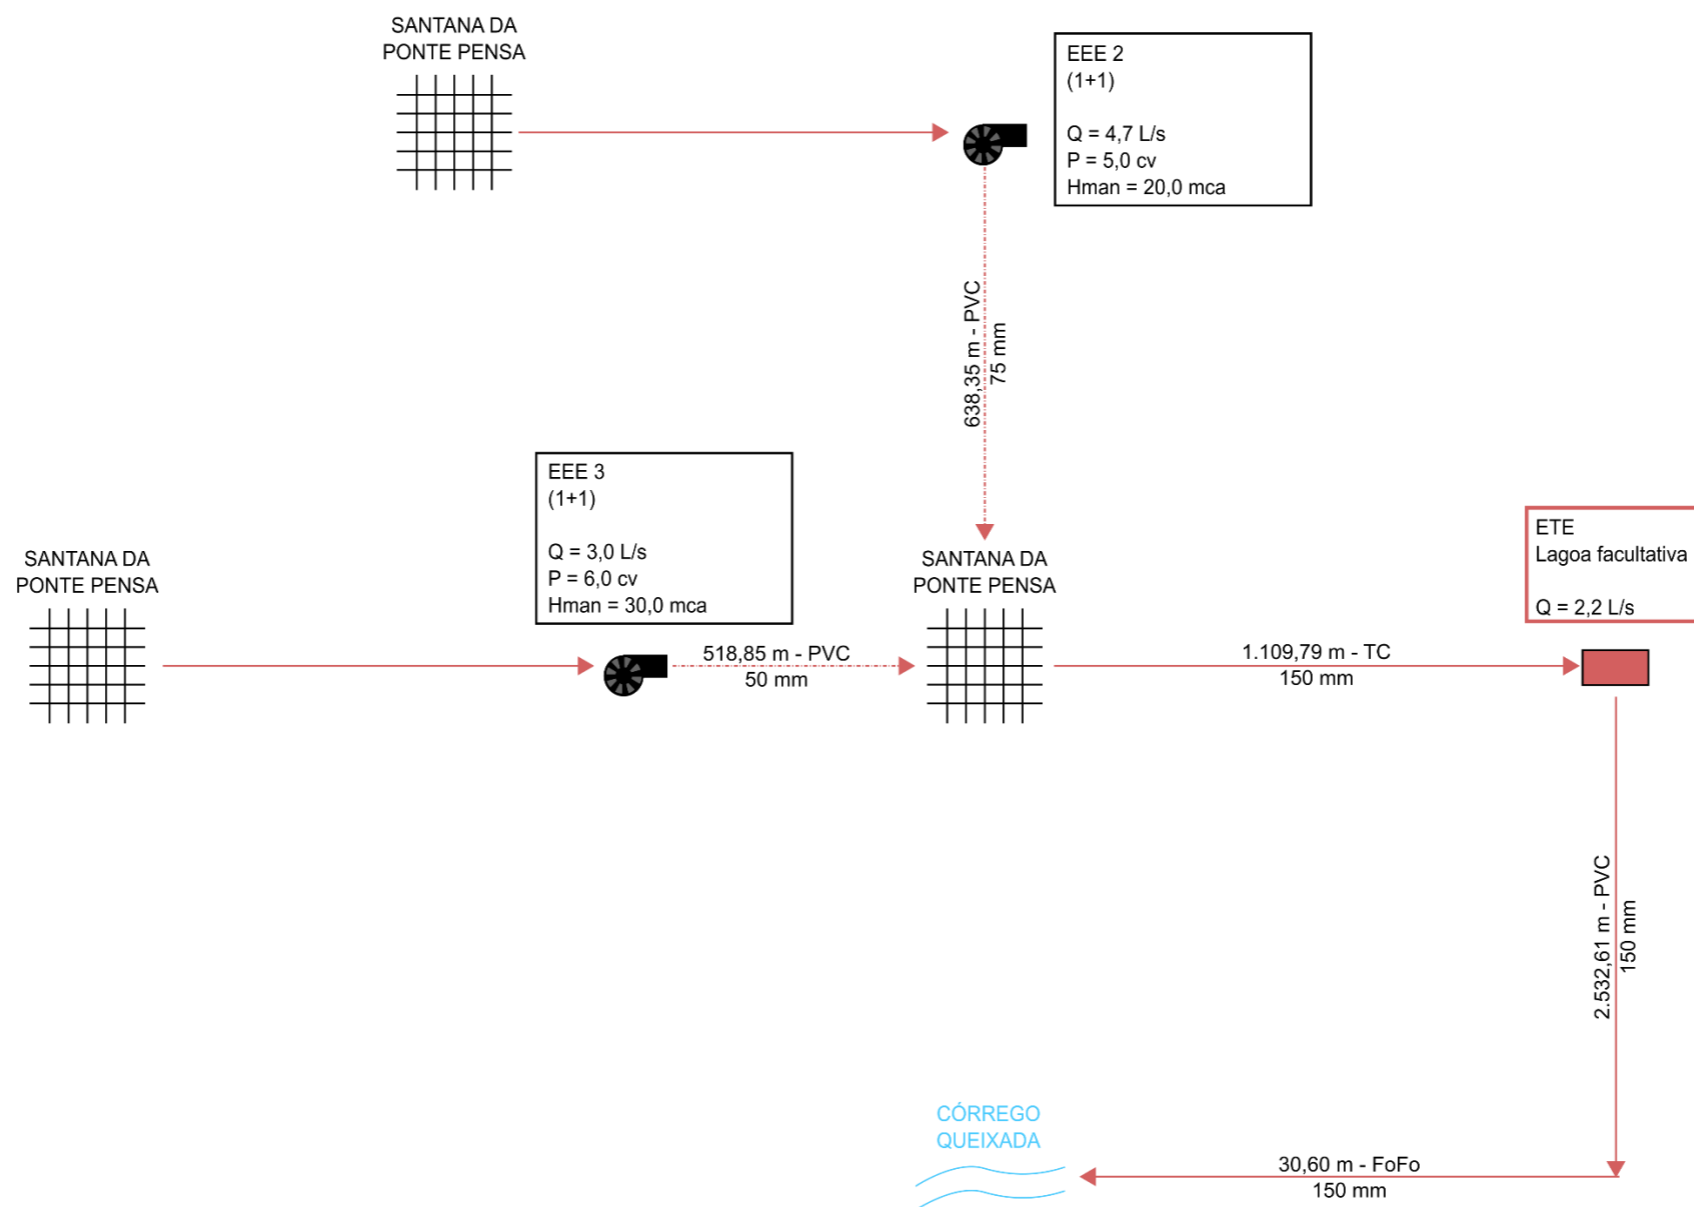 SANTANA DA
PONTE PENSA
EEE 2
(1+1)
Q = 4,7 L/s
P = 5,0 cv
Hman = 20,0 mca
638,35 m - PVC
75 mm
EEE 3
(1+1)
Q = 3,0 L/s
P = 6,0 cv
Hman = 30,0 mca
SANTANA DA
PONTE PENSA
518,85 m - PVC
50 mm
SANTANA DA
PONTE PENSA
1.109,79 m - TC
150 mm
ETE
Lagoa facultativa
Q = 2,2 L/s
2.532,61 m - PVC
150 mm
CÓRREGO
QUEIXADA
30,60 m - FoFo
150 mm